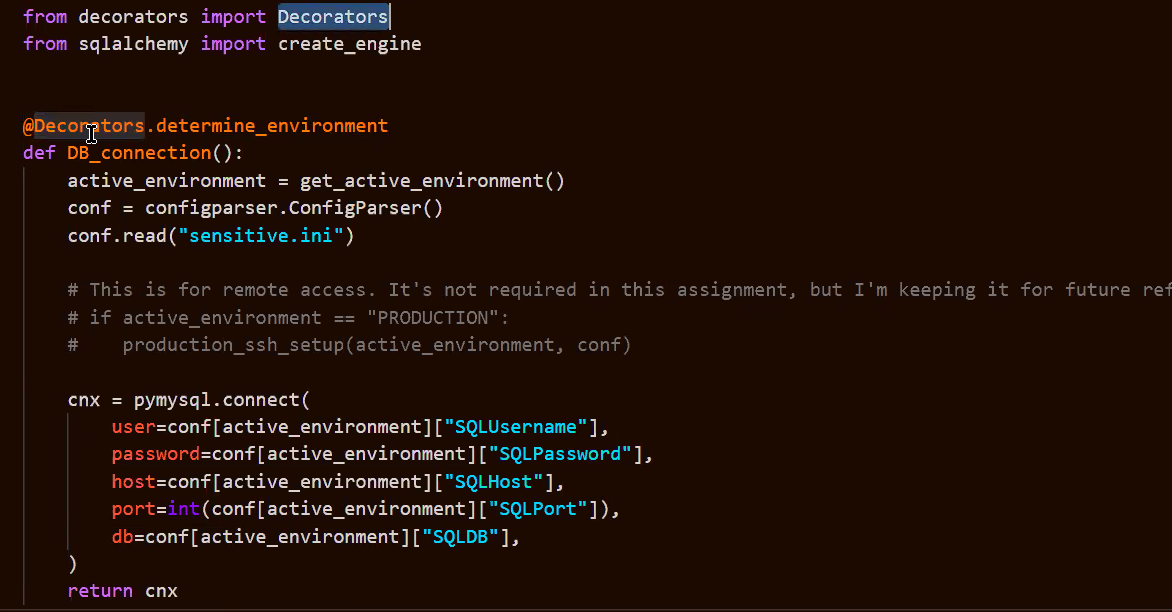 from decorators import Decorators
from sqlalchemy import create_engine
@Decorators.determine_environment
def DB_connection():
active_environment = get_active_environment()
conf = configparser.ConfigParser()
conf.read("sensitive.ini")
# This is for remote access. It's not required in this assignment, but I'm keeping it for future ref
# if active_environment == "PRODUCTION":
#    production_ssh_setup(active_environment, conf)
cnx = pymysql.connect(
user=conf[active_environment]["SQLUsername"],
password=conf[active_environment]["SQLPassword"],
host=conf[active_environment]["SQLHost"],
port=int(conf[active_environment]["SQLPort"]),
db=conf[active_environment]["SQLDB"],
)
return cnx